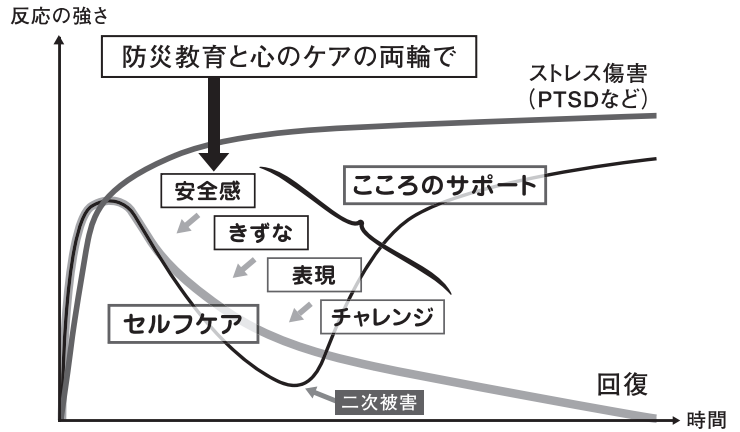 反応の強さ
防災教育と心のケアの両輪で
ストレス傷害
（PTSDなど）
安全感
こころのサポート
きずな
表現
セルフケア
チャレンジ
回復
二次被害
時間